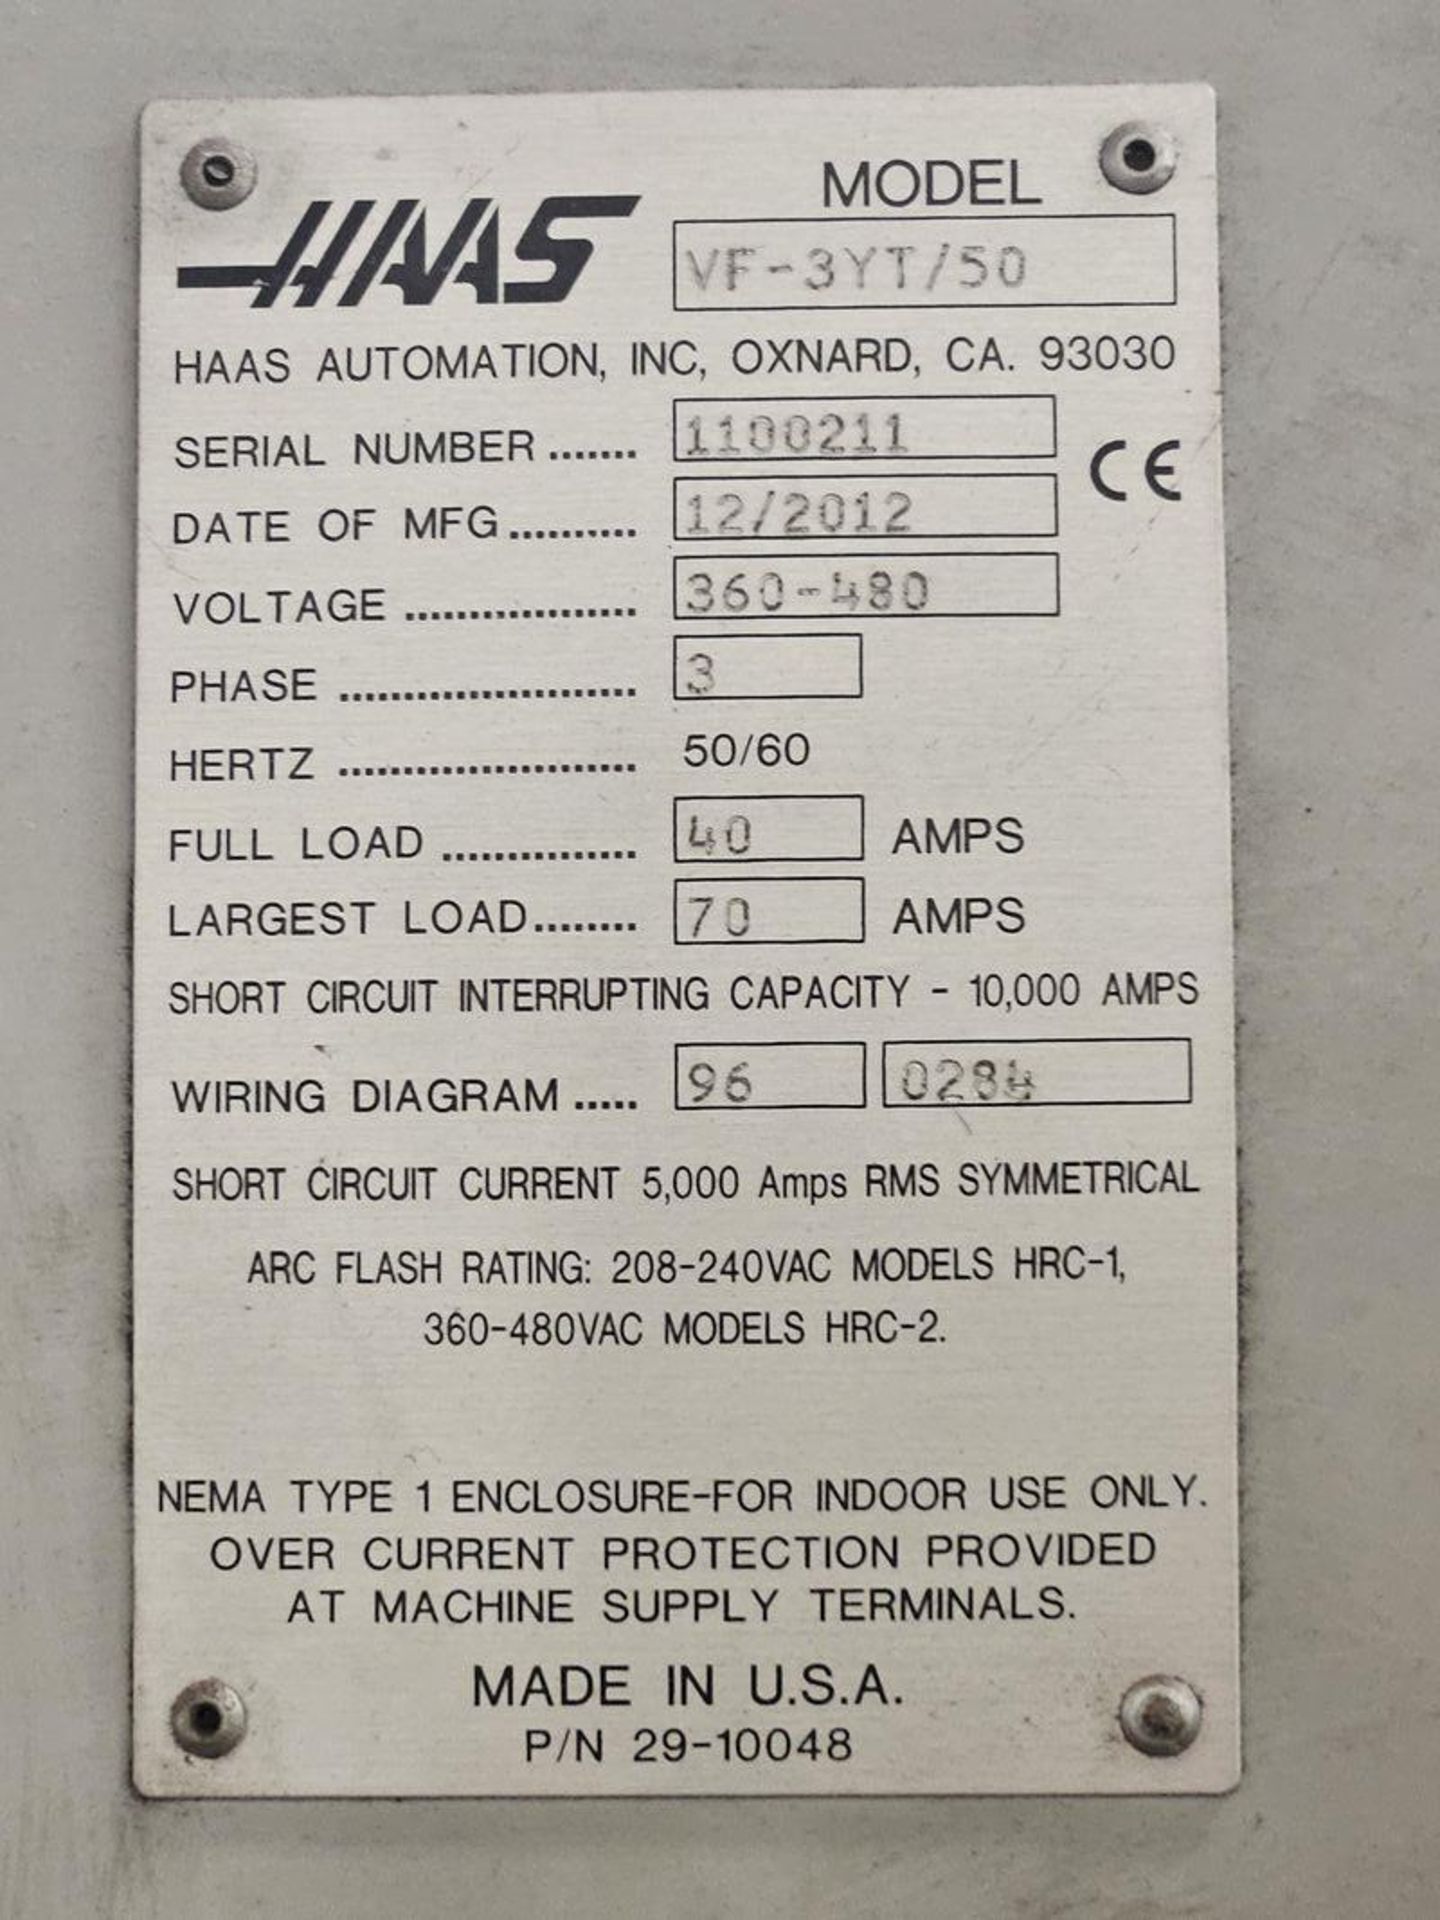 MODEL
HAAS VF-3YT/50
HAAS AUTOMATION, INC, OXNARD, CA. 93030
SERIAL NUMBER ....... 1100211
CE
DATE OF MFG.......... 12/2012
VOLTAGE .................. 360-480
PHASE ....................... 3
HERTZ ....................... 50/60
FULL LOAD ............... 40 AMPS
LARGEST LOAD........ 70 AMPS
SHORT CIRCUIT INTERRUPTING CAPACITY - 10,000 AMPS
WIRING DIAGRAM ..... 96 0284
SHORT CIRCUIT CURRENT 5,000 Amps RMS SYMMETRICAL
ARC FLASH RATING: 208-240VAC MODELS HRC-1,
360-480VAC MODELS HRC-2.
NEMA TYPE 1 ENCLOSURE-FOR INDOOR USE ONLY.
OVER CURRENT PROTECTION PROVIDED
AT MACHINE SUPPLY TERMINALS.
MADE IN U.S.A.
P/N 29-10048